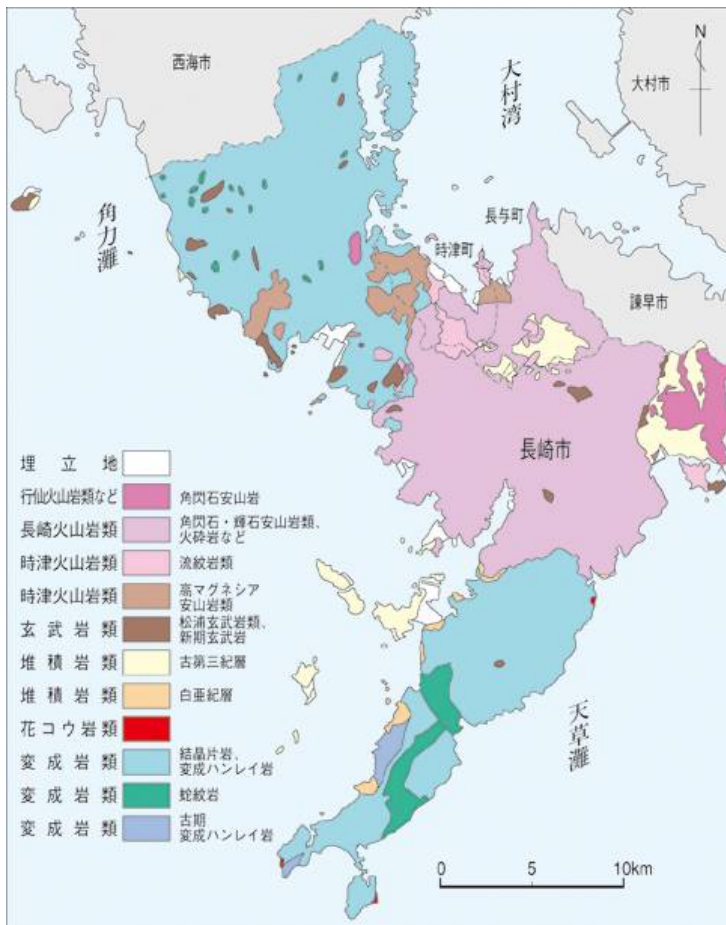 西海市
大村湾
大村市
N
角力灘
長与町
時津町
諫早市
長崎市
埋立地
行仙火山岩類など 角閃石安山岩
長崎火山岩類 角閃石・輝石安山岩類、
火砕岩など
時津火山岩類 流紋岩類
時津火山岩類 高マグネシア
安山岩類
玄武岩類 松浦玄武岩類、
新期玄武岩
堆積岩類 古第三紀層
堆積岩類 白亜紀層
花コウ岩類
変成岩類 結晶片岩、
変成ハンレイ岩
変成岩類 蛇紋岩
変成岩類 古期
変成ハンレイ岩
天草灘
0 5 10km